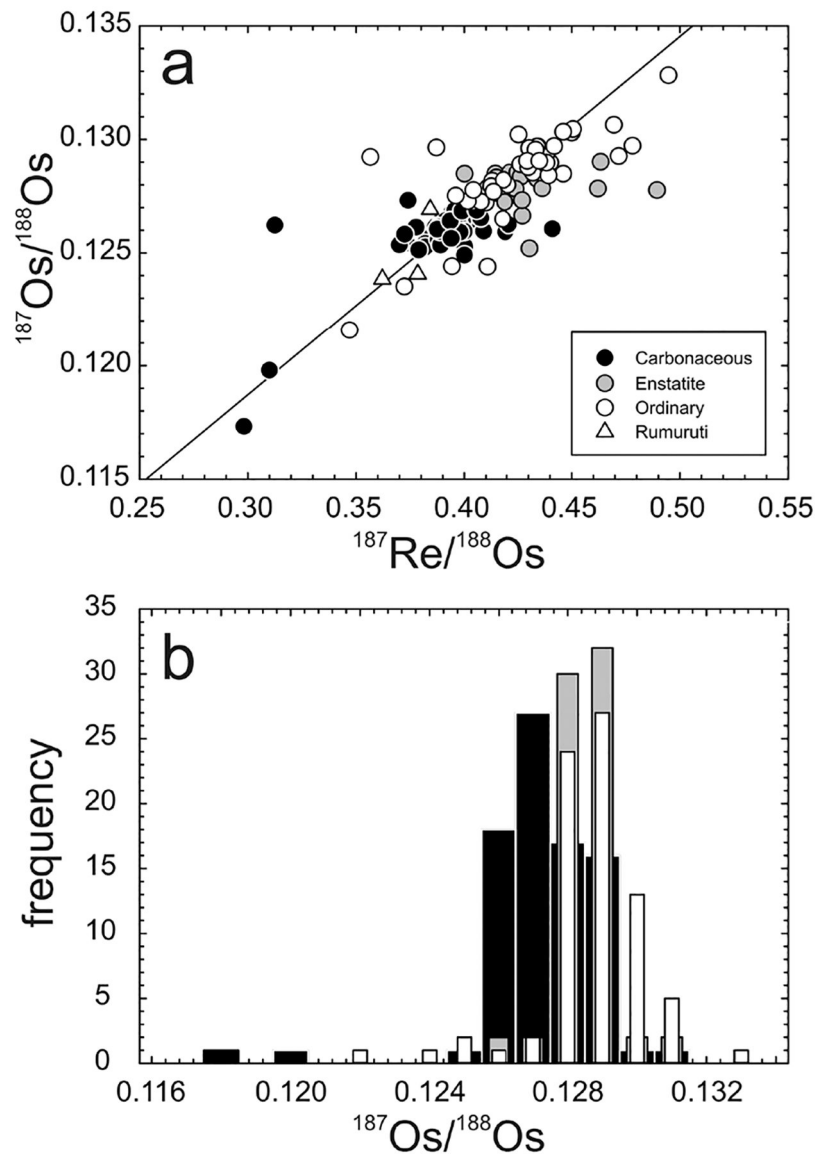 a
0.135
0.130
0.125
0.120
0.115
¹⁸⁷Os/¹⁸⁸Os
Carbonaceous
Enstatite
Ordinary
Rumuruti
0.25 0.30 0.35 0.40 0.45 0.50 0.55
¹⁸⁷Re/¹⁸⁸Os
b
35
30
25
20
15
10
5
0
frequency
0.116 0.120 0.124 0.128 0.132
¹⁸⁷Os/¹⁸⁸Os